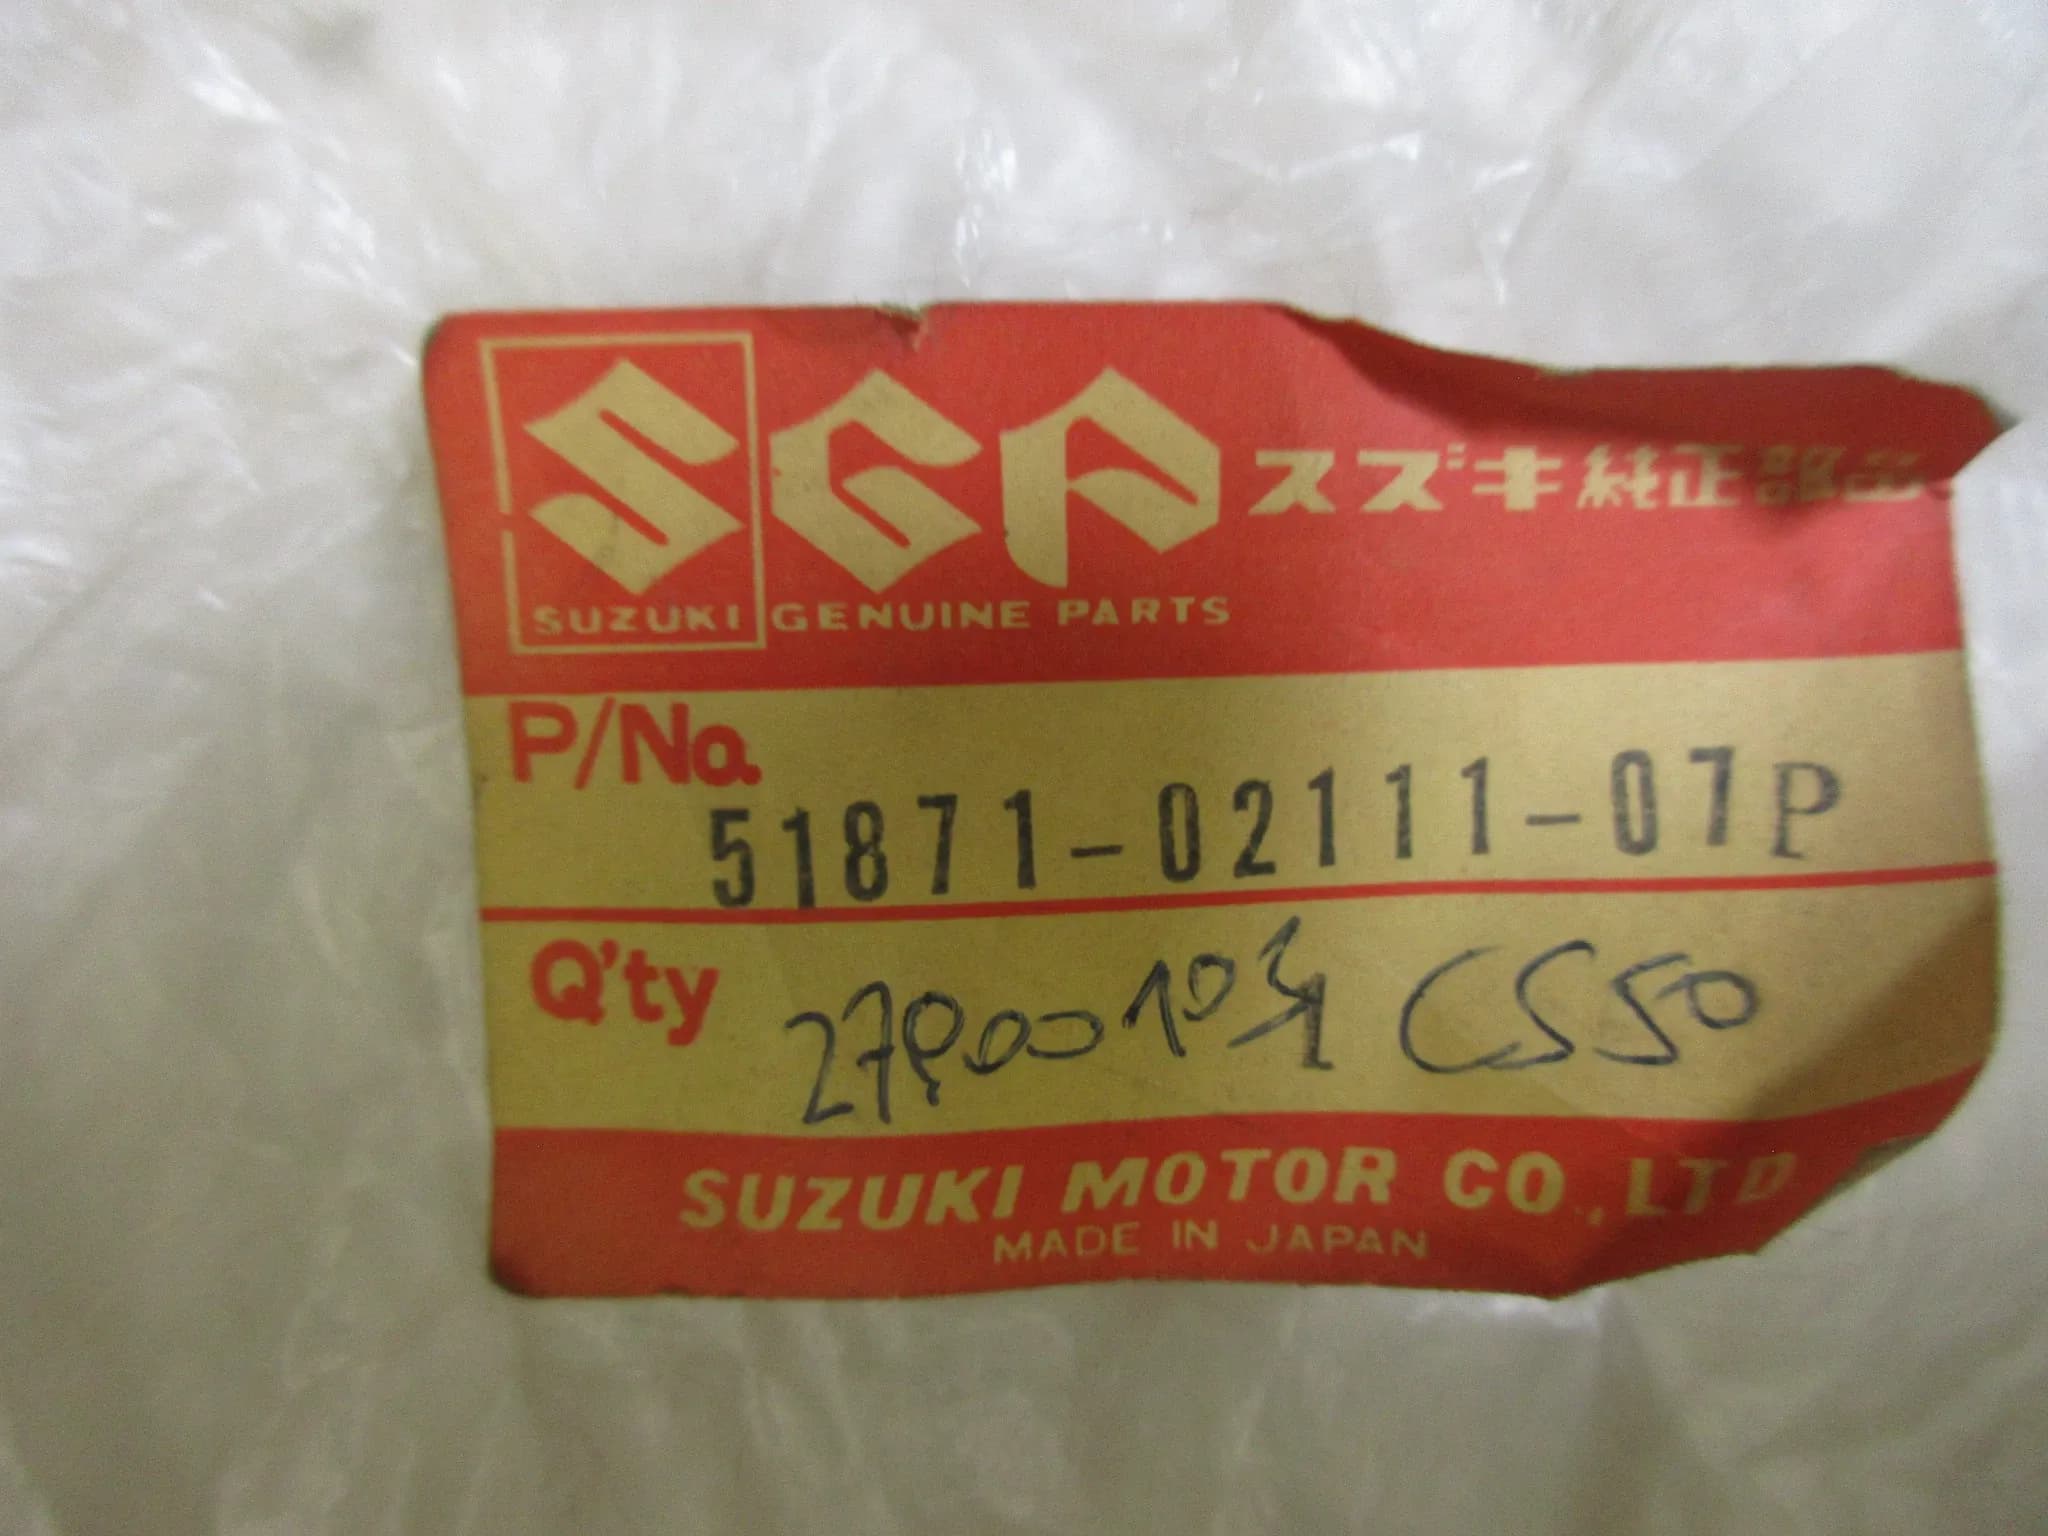 SGP スズキ純正部品
SUZUKI GENUINE PARTS
P/No.
51871-02111-07P
Q'ty
CS50
SUZUKI MOTOR CO., LTD
MADE IN JAPAN